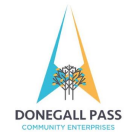 DONEGALL PASS
COMMUNITY ENTERPRISES